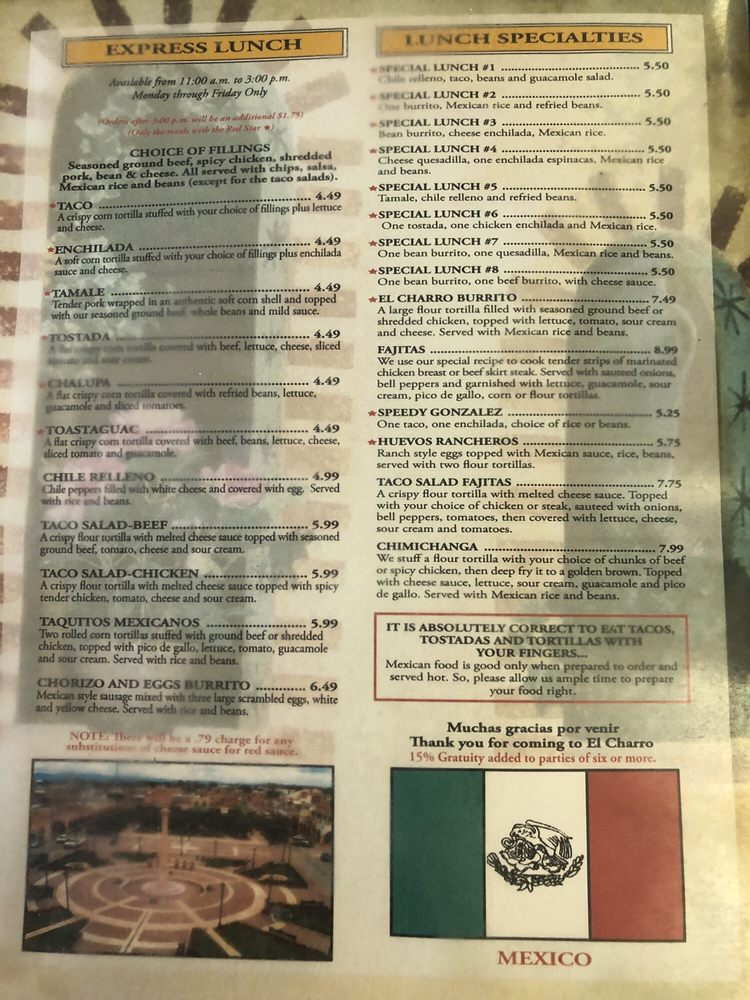 EXPRESS LUNCH
Available from 11:00 a.m. to 3:00 p.m.
Monday through Friday Only
(Orders after 3:00 p.m. will be an additional $1.75)
(Only the meals with the Red Star ★)
CHOICE OF FILLINGS
Seasoned ground beef, spicy chicken, shredded
pork, bean & cheese. All served with chips, salsa,
Mexican rice and beans (except for the taco salads).
★TACO 4.49
A crispy corn tortilla stuffed with your choice of fillings plus lettuce
and cheese.
★ENCHILADA 4.49
A soft corn tortilla stuffed with your choice of fillings plus enchilada
sauce and cheese.
★TAMALE 4.49
Tender pork wrapped in an authentic soft corn shell and topped
with our seasoned ground beef, whole beans and mild sauce.
★TOSTADA 4.49
A flat crispy corn tortilla covered with beef, lettuce, cheese, sliced
tomato and sour cream.
★CHALUPA 4.49
A flat crispy corn tortilla covered with refried beans, lettuce,
guacamole and sliced tomatoes.
★TOASTAGUAC 4.49
A flat crispy corn tortilla covered with beef, beans, lettuce, cheese,
sliced tomato and guacamole.
CHILE RELLENO 4.99
Chile peppers filled with white cheese and covered with egg. Served
with rice and beans.
TACO SALAD-BEEF 5.99
A crispy flour tortilla with melted cheese sauce topped with seasoned
ground beef, tomato, cheese and sour cream.
TACO SALAD-CHICKEN 5.99
A crispy flour tortilla with melted cheese sauce topped with spicy
tender chicken, tomato, cheese and sour cream.
TAQUITOS MEXICANOS 5.99
Two rolled corn tortillas stuffed with ground beef or shredded
chicken, topped with pico de gallo, lettuce, tomato, guacamole
and sour cream. Served with rice and beans.
CHORIZO AND EGGS BURRITO 6.49
Mexican style sausage mixed with three large scrambled eggs, white
and yellow cheese. Served with rice and beans.
NOTE: There will be a .79 charge for any
substitutions of cheese sauce for red sauce.
LUNCH SPECIALTIES
★SPECIAL LUNCH #1 5.50
Chile relleno, taco, beans and guacamole salad.
★SPECIAL LUNCH #2 5.50
One burrito, Mexican rice and refried beans.
★SPECIAL LUNCH #3 5.50
Bean burrito, cheese enchilada, Mexican rice.
★SPECIAL LUNCH #4 5.50
Cheese quesadilla, one enchilada espinacas, Mexican rice
and beans.
★SPECIAL LUNCH #5 5.50
Tamale, chile relleno and refried beans.
★SPECIAL LUNCH #6 5.50
One tostada, one chicken enchilada and Mexican rice.
★SPECIAL LUNCH #7 5.50
One bean burrito, one quesadilla, Mexican rice and beans.
★SPECIAL LUNCH #8 5.50
One bean burrito, one beef burrito, with cheese sauce.
★EL CHARRO BURRITO 7.49
A large flour tortilla filled with seasoned ground beef or
shredded chicken, topped with lettuce, tomato, sour cream
and cheese. Served with Mexican rice and beans.
FAJITAS 8.99
We use our special recipe to cook tender strips of marinated
chicken breast or beef skirt steak. Served with sauteed onions,
bell peppers and garnished with lettuce, guacamole, sour
cream, pico de gallo, corn or flour tortillas.
★SPEEDY GONZALEZ 5.25
One taco, one enchilada, choice of rice or beans.
★HUEVOS RANCHEROS 5.75
Ranch style eggs topped with Mexican sauce, rice, beans,
served with two flour tortillas.
TACO SALAD FAJITAS 7.75
A crispy flour tortilla with melted cheese sauce. Topped
with your choice of chicken or steak, sauteed with onions,
bell peppers, tomatoes, then covered with lettuce, cheese,
sour cream and tomatoes.
CHIMICHANGA 7.99
We stuff a flour tortilla with your choice of chunks of beef
or spicy chicken, then deep fry it to a golden brown. Topped
with cheese sauce, lettuce, sour cream, guacamole and pico
de gallo. Served with Mexican rice and beans.
IT IS ABSOLUTELY CORRECT TO EAT TACOS,
TOSTADAS AND TORTILLAS WITH
YOUR FINGERS...
Mexican food is good only when prepared to order and
served hot. So, please allow us ample time to prepare
your food right.
Muchas gracias por venir
Thank you for coming to El Charro
15% Gratuity added to parties of six or more.
MEXICO